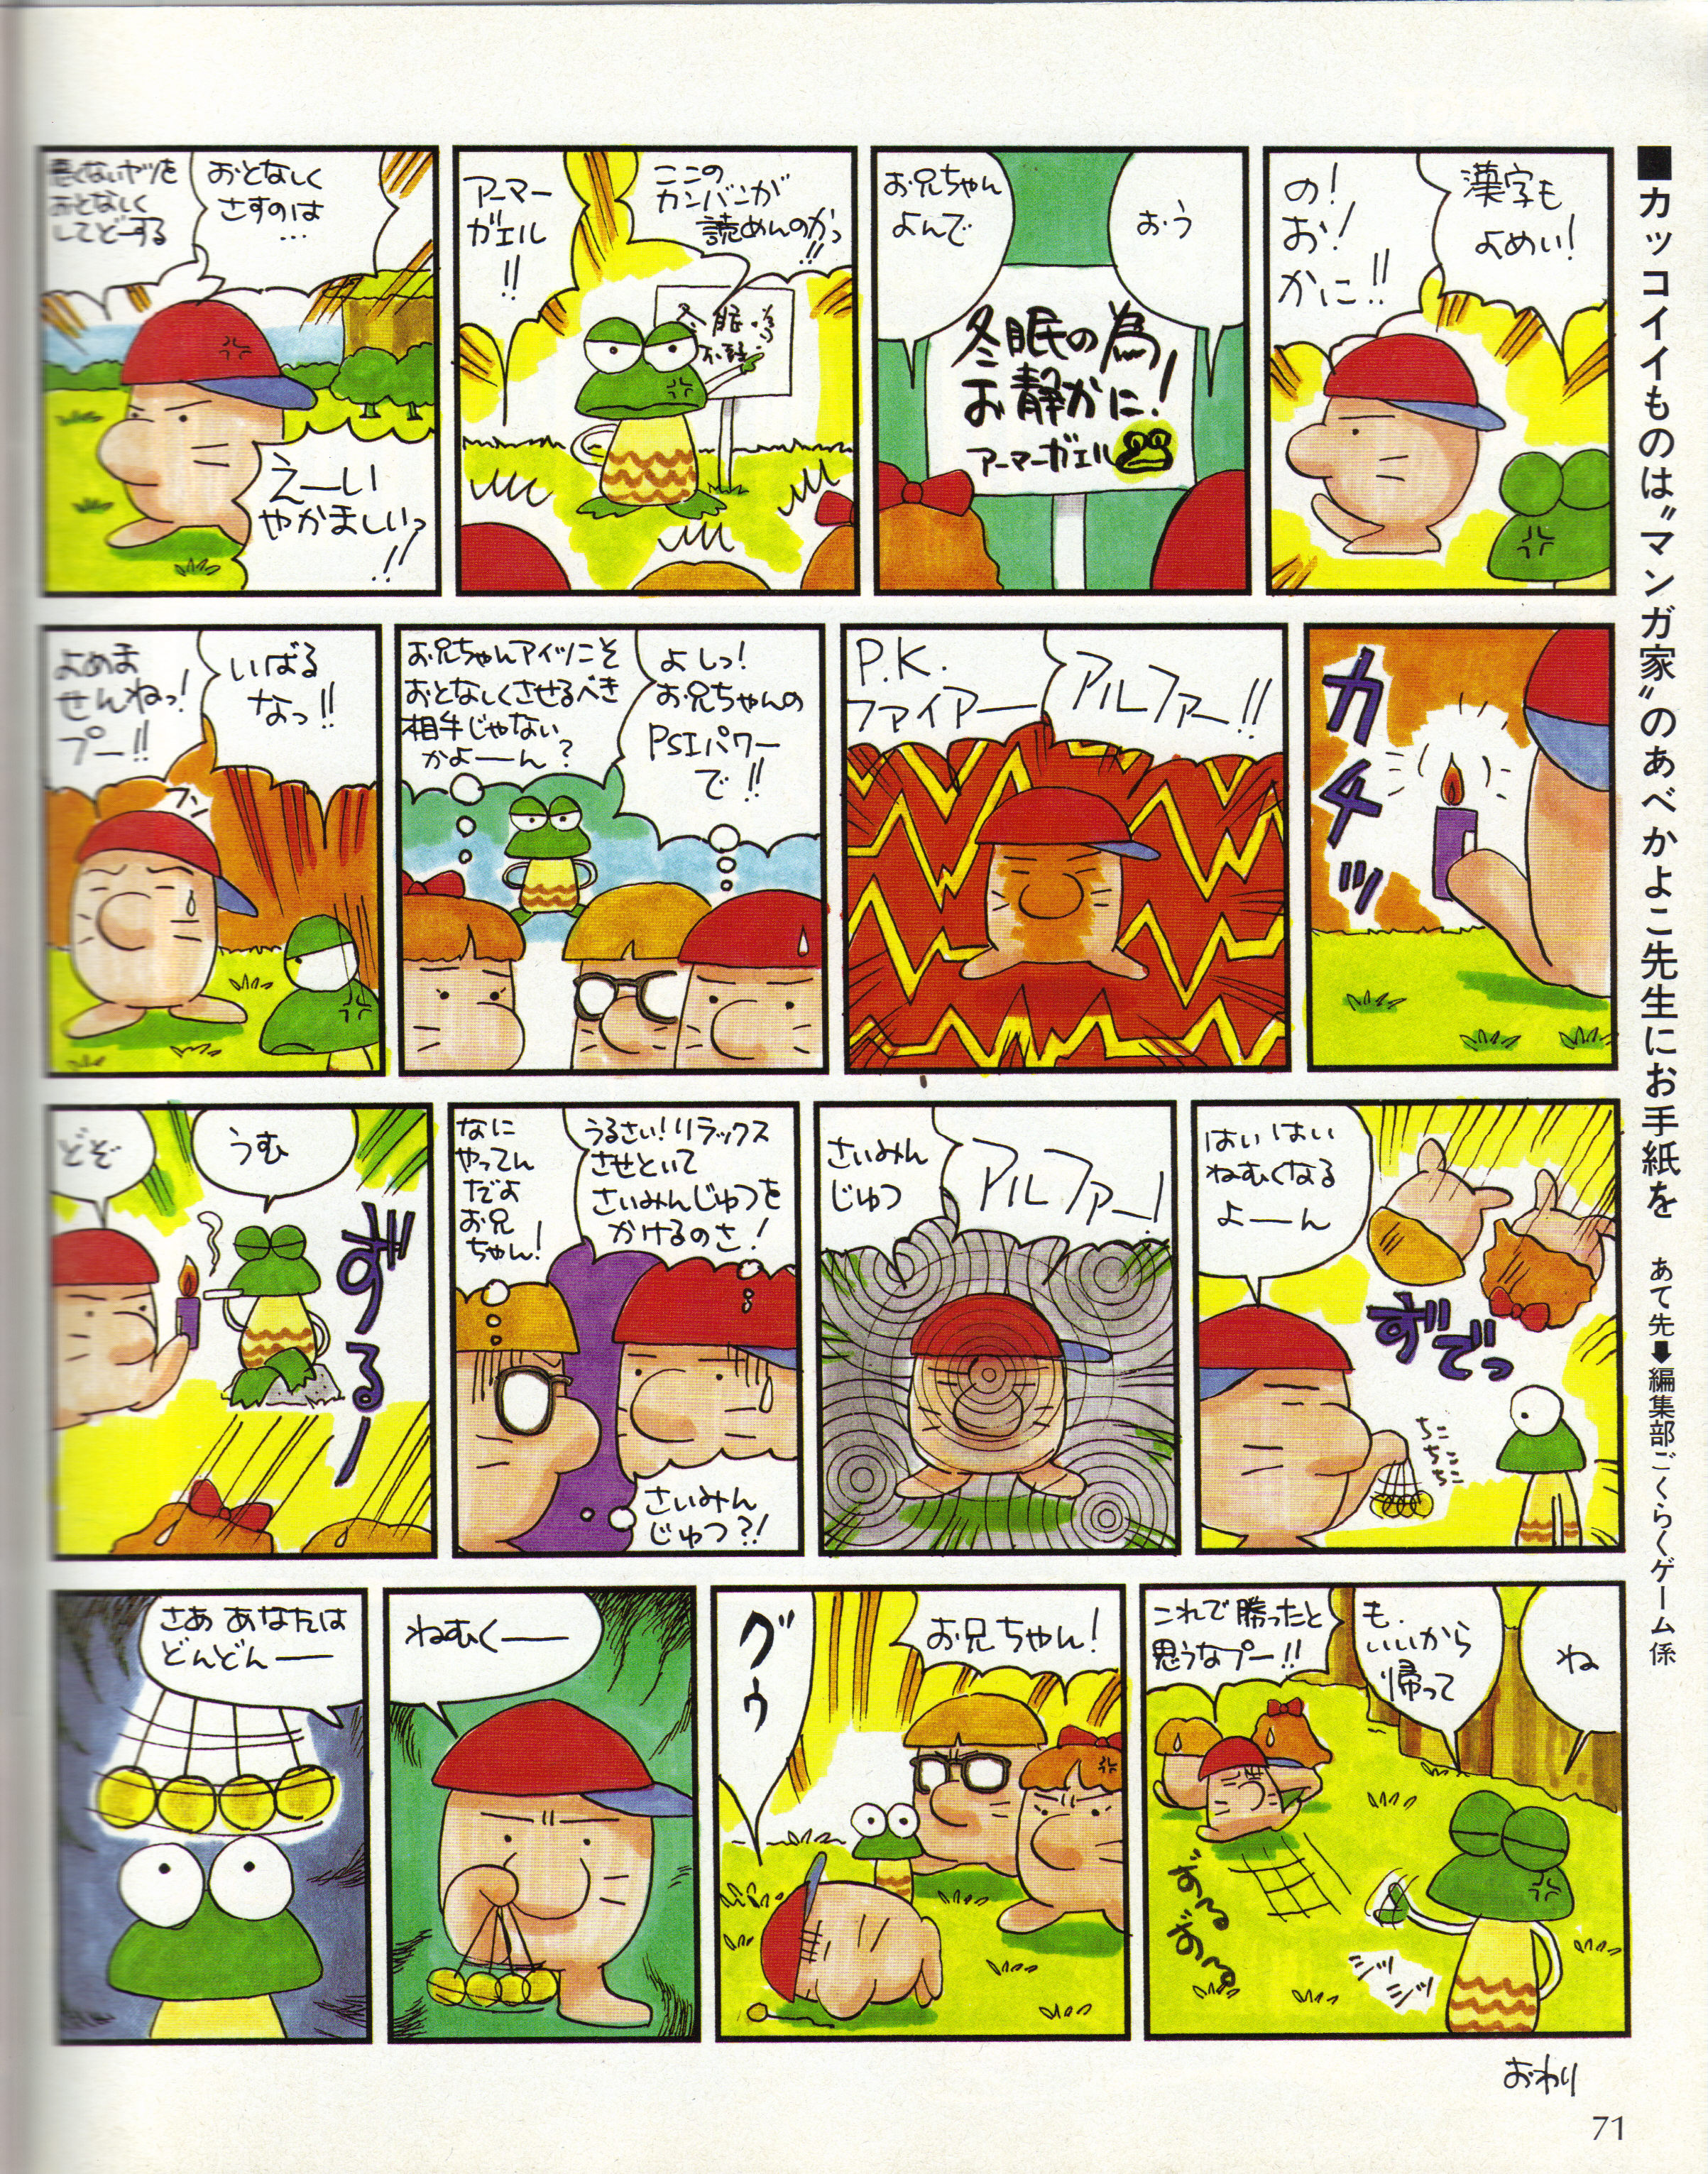 ■カッコイイものは〝マンガ家〟のあべかよこ先生にお手紙を　あて先➡編集部ごくらくゲーム係
悪くないヤツを
おとなしく
してどーする
おとなしく
さすのは
…
えーい
やかましいっ
!!
アーマー
ガエル
!!
ここの
カンバンが
読めんのかっ
!!
お兄ちゃん
よんで
おう
冬眠の為
お静かに!
アーマーガエル
の!
お!
かに!!
漢字も
よめい!
よめま
せんねっ!
プー!!
いばる
なっ!!
フン
お兄ちゃんアイツこそ
おとなしくさせるべき
相手じゃない
かよーん?
よしっ!
お兄ちゃんの
PSIパワー
で!!
P.K.
ファイアー
アルファー!!
カチッ
どぞ
うむ
ずるー
なに
やってん
だよ
お兄
ちゃん!
うるさい!リラックス
させといて
さいみんじゅつを
かけるのさ!
さいみん
じゅつ?!
さいみん
じゅつ
アルファー!
はいはい
ねむくなる
よーん
ずでっ
ちこ
ちこ
ちこ
さあ あなたは
どんどんー
ねむくー
グゥ
お兄ちゃん!
これで勝ったと
思うなプー!!
も.
いいから
帰って
ね
ずる
ずる
ジッ
ジッ
おわり
71